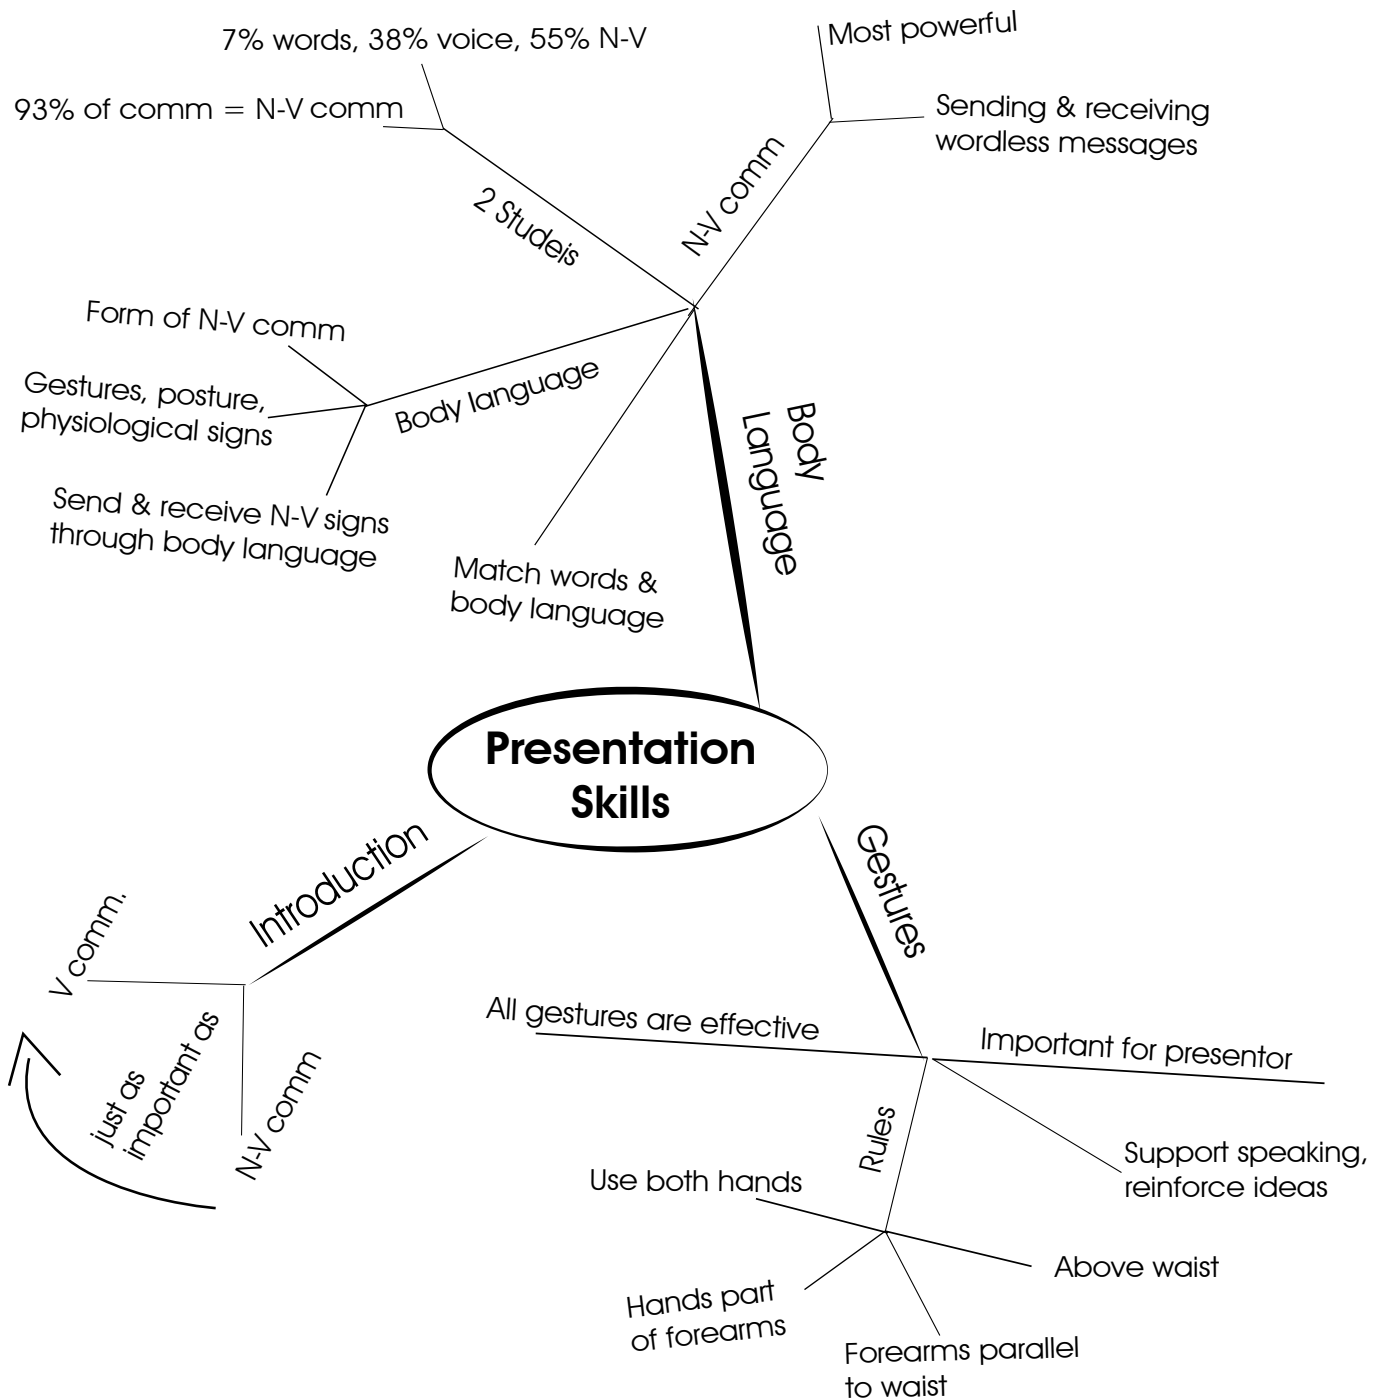 7% words, 38% voice, 55% N-V
93% of comm = N-V comm
2 Studeis
Most powerful
Sending & receiving
wordless messages
N-V comm
Form of N-V comm
Gestures, posture,
physiological signs
Send & receive N-V signs
through body language
Body language
Match words &
body language
Body
Language
Presentation
Skills
Introduction
V comm.
just as
important as
N-V comm
Gestures
All gestures are effective
Important for presentor
Support speaking,
reinforce ideas
Rules
Use both hands
Above waist
Hands part
of forearms
Forearms parallel
to waist